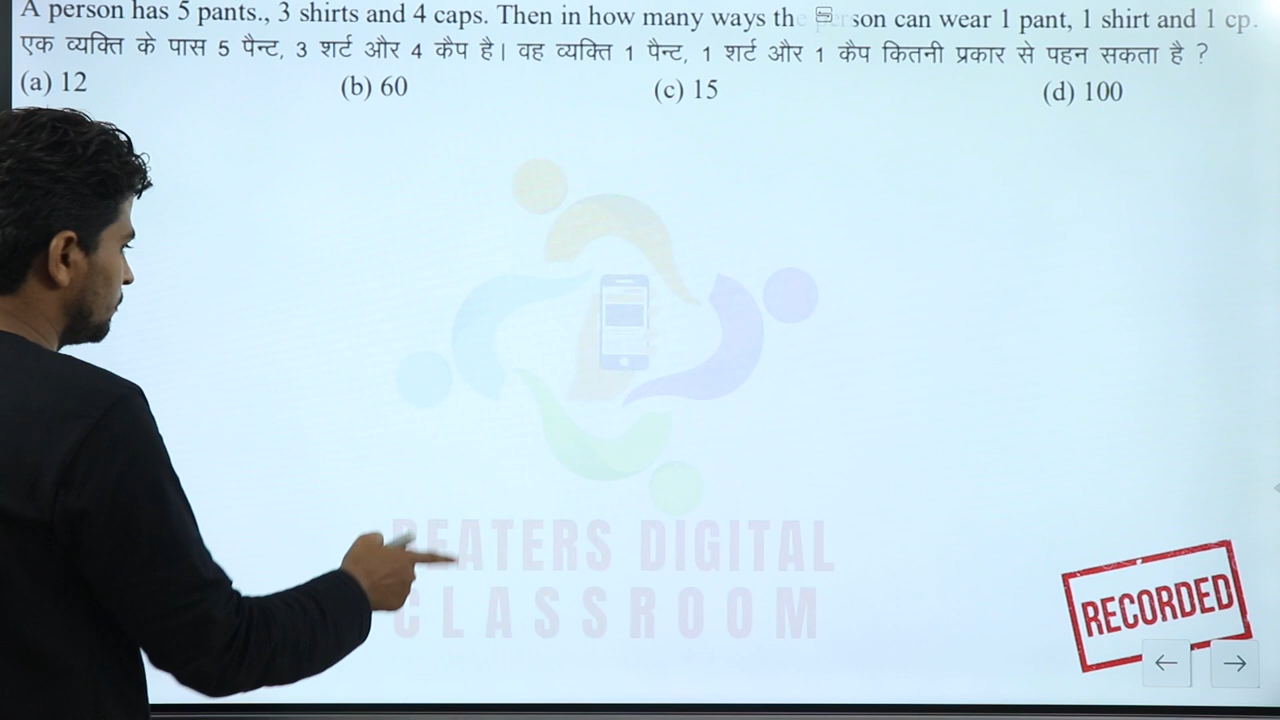 A person has 5 pants., 3 shirts and 4 caps. Then in how many ways the person can wear 1 pant, 1 shirt and 1 cp.
एक व्यक्ति के पास 5 पैन्ट, 3 शर्ट और 4 कैप है। वह व्यक्ति 1 पैन्ट, 1 शर्ट और 1 कैप कितनी प्रकार से पहन सकता है ?
(a) 12 (b) 60 (c) 15 (d) 100
BEATERS DIGITAL
CLASSROOM
RECORDED